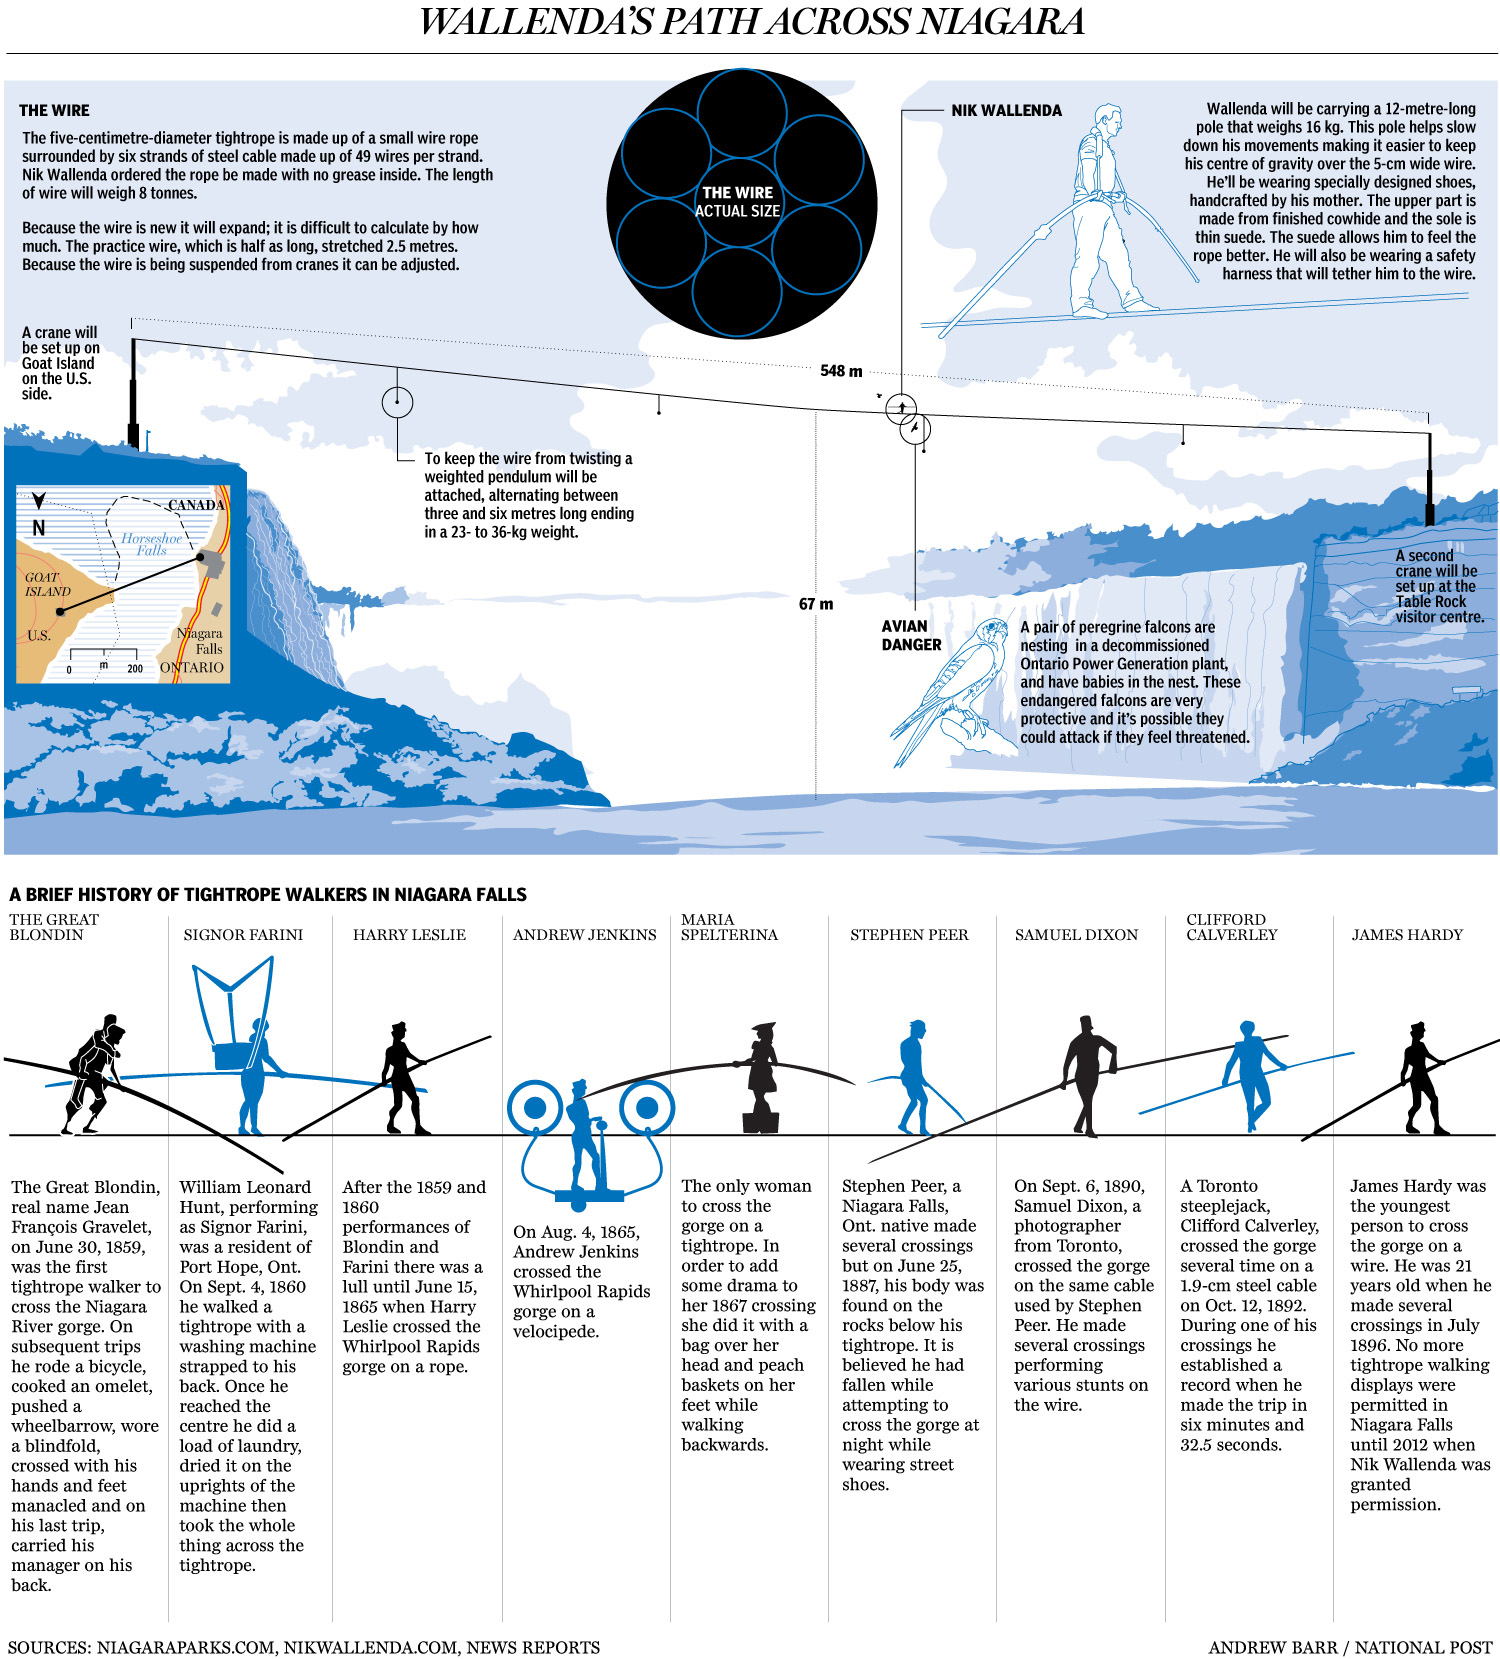 WALLENDA'S PATH ACROSS NIAGARA
THE WIRE
The five-centimetre-diameter tightrope is made up of a small wire rope
surrounded by six strands of steel cable made up of 49 wires per strand.
Nik Wallenda ordered the rope be made with no grease inside. The length
of wire will weigh 8 tonnes.
Because the wire is new it will expand; it is difficult to calculate by how
much. The practice wire, which is half as long, stretched 2.5 metres.
Because the wire is being suspended from cranes it can be adjusted.
THE WIRE
ACTUAL SIZE
NIK WALLENDA
Wallenda will be carrying a 12-metre-long
pole that weighs 16 kg. This pole helps slow
down his movements making it easier to keep
his centre of gravity over the 5-cm wide wire.
He'll be wearing specially designed shoes,
handcrafted by his mother. The upper part is
made from finished cowhide and the sole is
thin suede. The suede allows him to feel the
rope better. He will also be wearing a safety
harness that will tether him to the wire.
A crane will
be set up on
Goat Island
on the U.S.
side.
548 m
To keep the wire from twisting a
weighted pendulum will be
attached, alternating between
three and six metres long ending
in a 23- to 36-kg weight.
N
CANADA
Horseshoe
Falls
GOAT
ISLAND
U.S.
Niagara
Falls
ONTARIO
0 m 200
67 m
AVIAN
DANGER
A pair of peregrine falcons are
nesting in a decommissioned
Ontario Power Generation plant,
and have babies in the nest. These
endangered falcons are very
protective and it's possible they
could attack if they feel threatened.
A second
crane will be
set up at the
Table Rock
visitor centre.
A BRIEF HISTORY OF TIGHTROPE WALKERS IN NIAGARA FALLS
THE GREAT
BLONDIN
The Great Blondin,
real name Jean
François Gravelet,
on June 30, 1859,
was the first
tightrope walker to
cross the Niagara
River gorge. On
subsequent trips
he rode a bicycle,
cooked an omelet,
pushed a
wheelbarrow, wore
a blindfold,
crossed with his
hands and feet
manacled and on
his last trip,
carried his
manager on his
back.
SIGNOR FARINI
William Leonard
Hunt, performing
as Signor Farini,
was a resident of
Port Hope, Ont.
On Sept. 4, 1860
he walked a
tightrope with a
washing machine
strapped to his
back. Once he
reached the
centre he did a
load of laundry,
dried it on the
uprights of the
machine then
took the whole
thing across the
tightrope.
HARRY LESLIE
After the 1859 and
1860
performances of
Blondin and
Farini there was a
lull until June 15,
1865 when Harry
Leslie crossed the
Whirlpool Rapids
gorge on a rope.
ANDREW JENKINS
On Aug. 4, 1865,
Andrew Jenkins
crossed the
Whirlpool Rapids
gorge on a
velocipede.
MARIA
SPELTERINA
The only woman
to cross the
gorge on a
tightrope. In
order to add
some drama to
her 1867 crossing
she did it with a
bag over her
head and peach
baskets on her
feet while
walking
backwards.
STEPHEN PEER
Stephen Peer, a
Niagara Falls,
Ont. native made
several crossings
but on June 25,
1887, his body was
found on the
rocks below his
tightrope. It is
believed he had
fallen while
attempting to
cross the gorge at
night while
wearing street
shoes.
SAMUEL DIXON
On Sept. 6, 1890,
Samuel Dixon, a
photographer
from Toronto,
crossed the gorge
on the same cable
used by Stephen
Peer. He made
several crossings
performing
various stunts on
the wire.
CLIFFORD
CALVERLEY
A Toronto
steeplejack,
Clifford Calverley,
crossed the gorge
several time on a
1.9-cm steel cable
on Oct. 12, 1892.
During one of his
crossings he
established a
record when he
made the trip in
six minutes and
32.5 seconds.
JAMES HARDY
James Hardy was
the youngest
person to cross
the gorge on a
wire. He was 21
years old when he
made several
crossings in July
1896. No more
tightrope walking
displays were
permitted in
Niagara Falls
until 2012 when
Nik Wallenda was
granted
permission.
SOURCES: NIAGARAPARKS.COM, NIKWALLENDA.COM, NEWS REPORTS
ANDREW BARR / NATIONAL POST